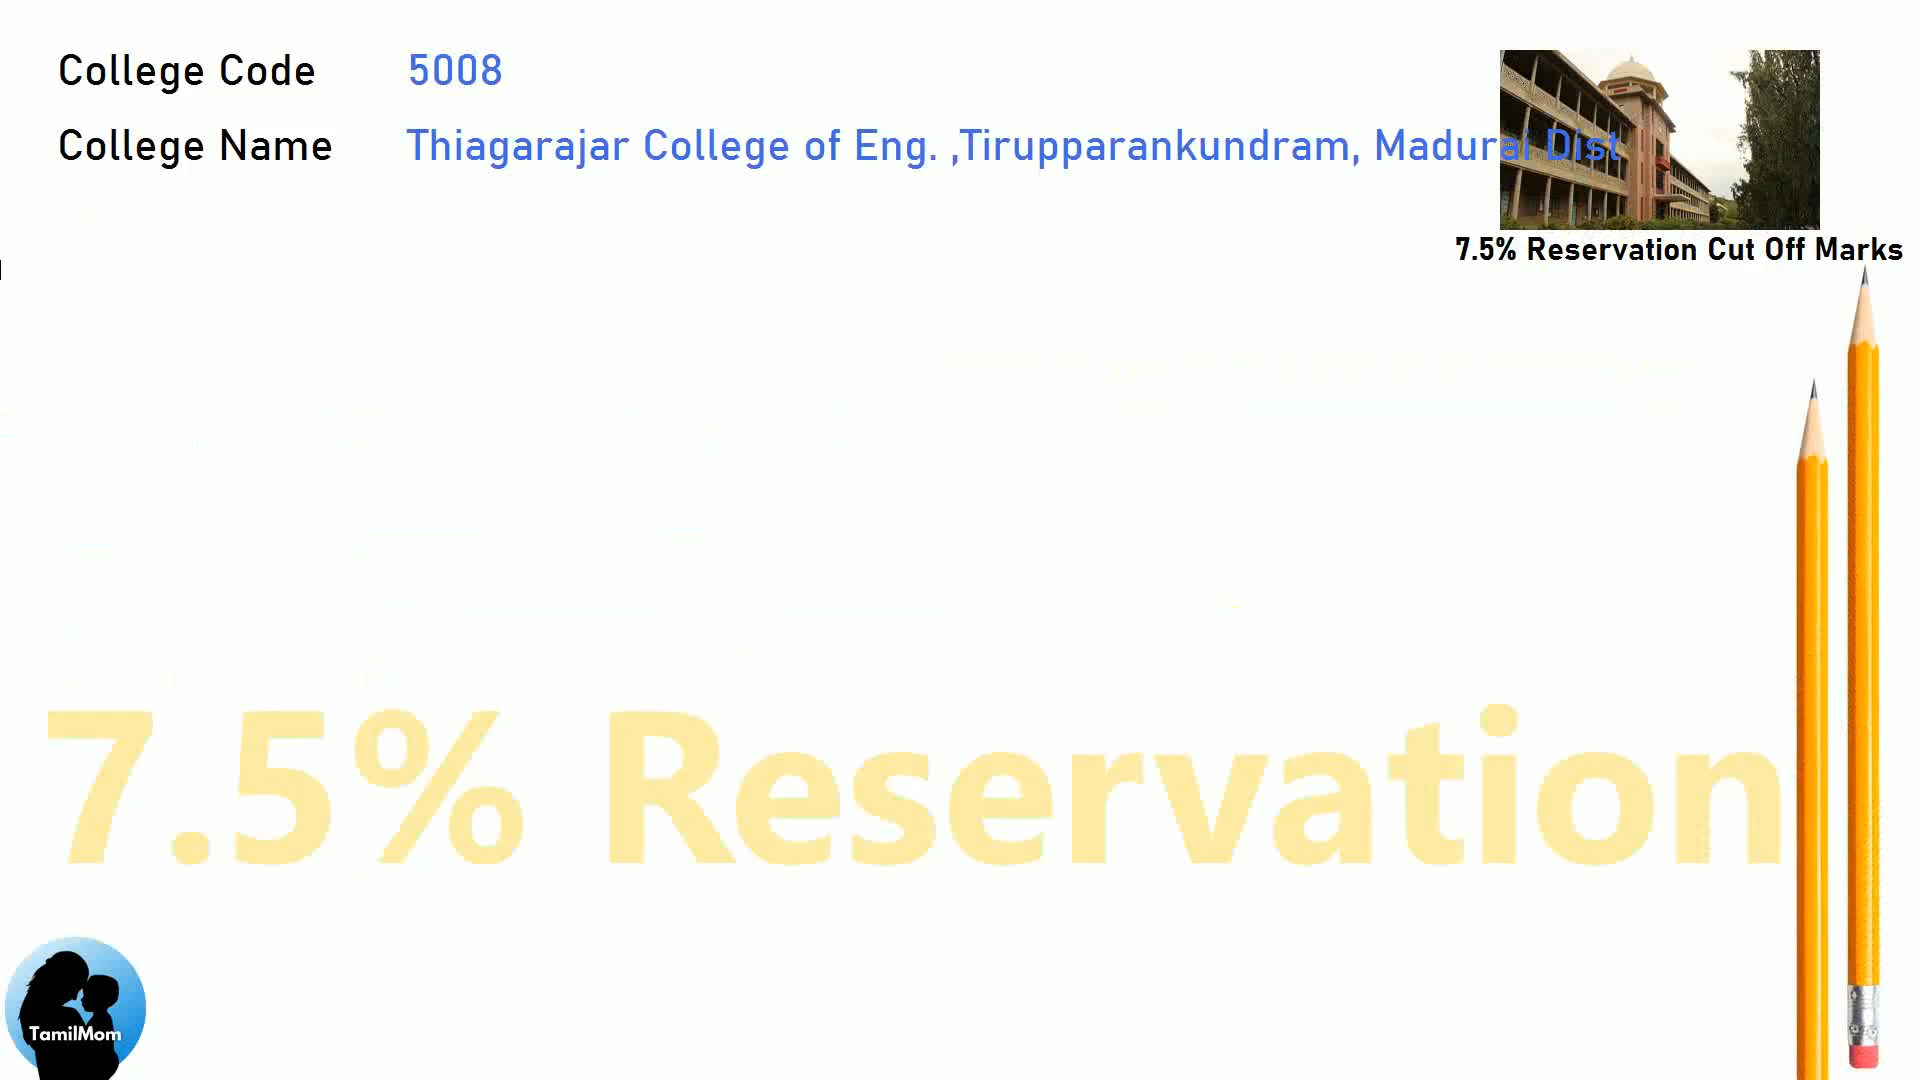 College Code 5008
College Name Thiagarajar College of Eng. ,Tirupparankundram, Madurai Dist
7.5% Reservation Cut Off Marks
7.5% Reservation
TamilMom